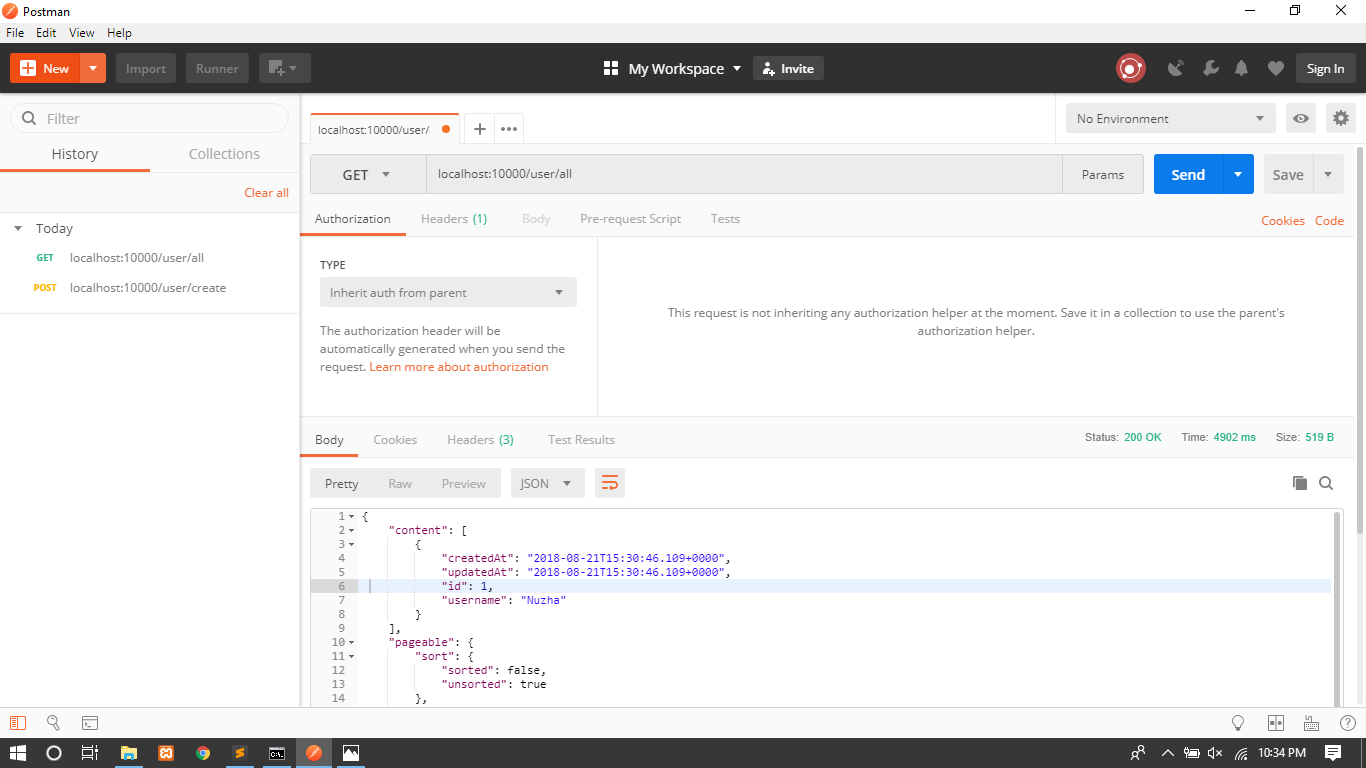 Postman
File Edit View Help
New Import Runner My Workspace Invite Sign In
Filter
History Collections
Clear all
Today
GET localhost:10000/user/all
POST localhost:10000/user/create
localhost:10000/user/ No Environment
GET localhost:10000/user/all Params Send Save
Authorization Headers (1) Body Pre-request Script Tests Cookies Code
TYPE
Inherit auth from parent
The authorization header will be
automatically generated when you send the
request. Learn more about authorization
This request is not inheriting any authorization helper at the moment. Save it in a collection to use the parent's
authorization helper.
Body Cookies Headers (3) Test Results Status: 200 OK Time: 4902 ms Size: 519 B
Pretty Raw Preview JSON
1 {
2 "content": [
3 {
4 "createdAt": "2018-08-21T15:30:46.109+0000",
5 "updatedAt": "2018-08-21T15:30:46.109+0000",
6 "id": 1,
7 "username": "Nuzha"
8 }
9 ],
10 "pageable": {
11 "sort": {
12 "sorted": false,
13 "unsorted": true
14 },
10:34 PM